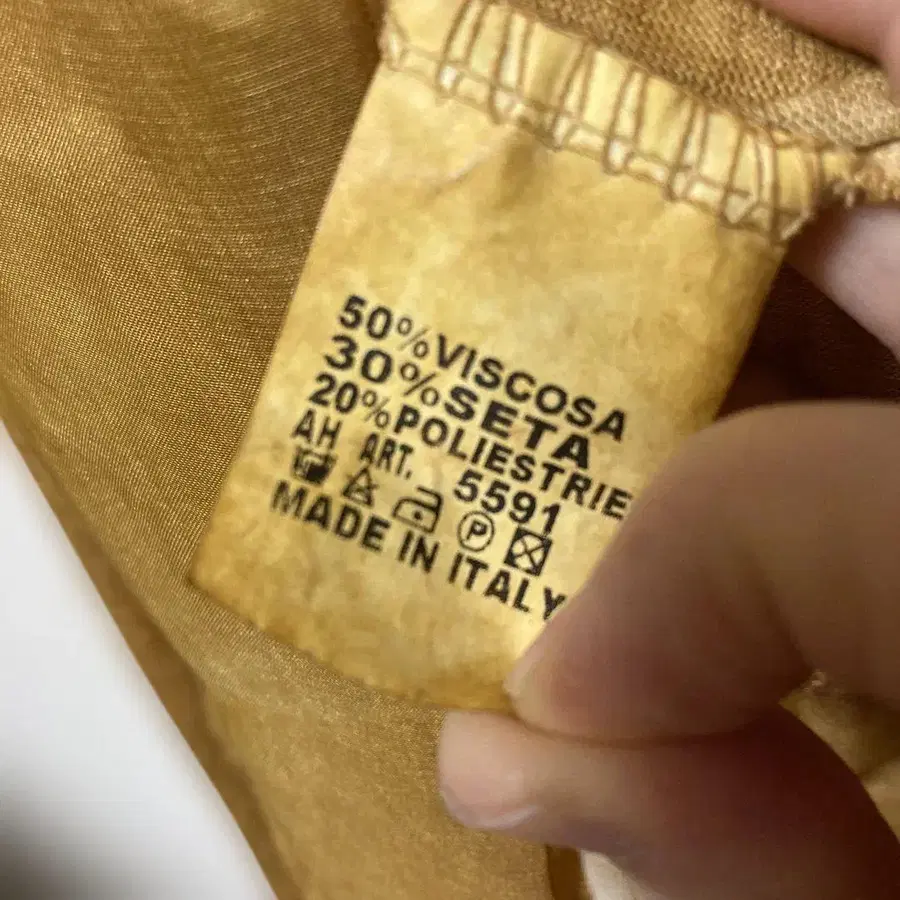 50%VISCOSA
30%SETA
20%POLIESTRIE
AH ART. 5591
P
MADE IN ITALY